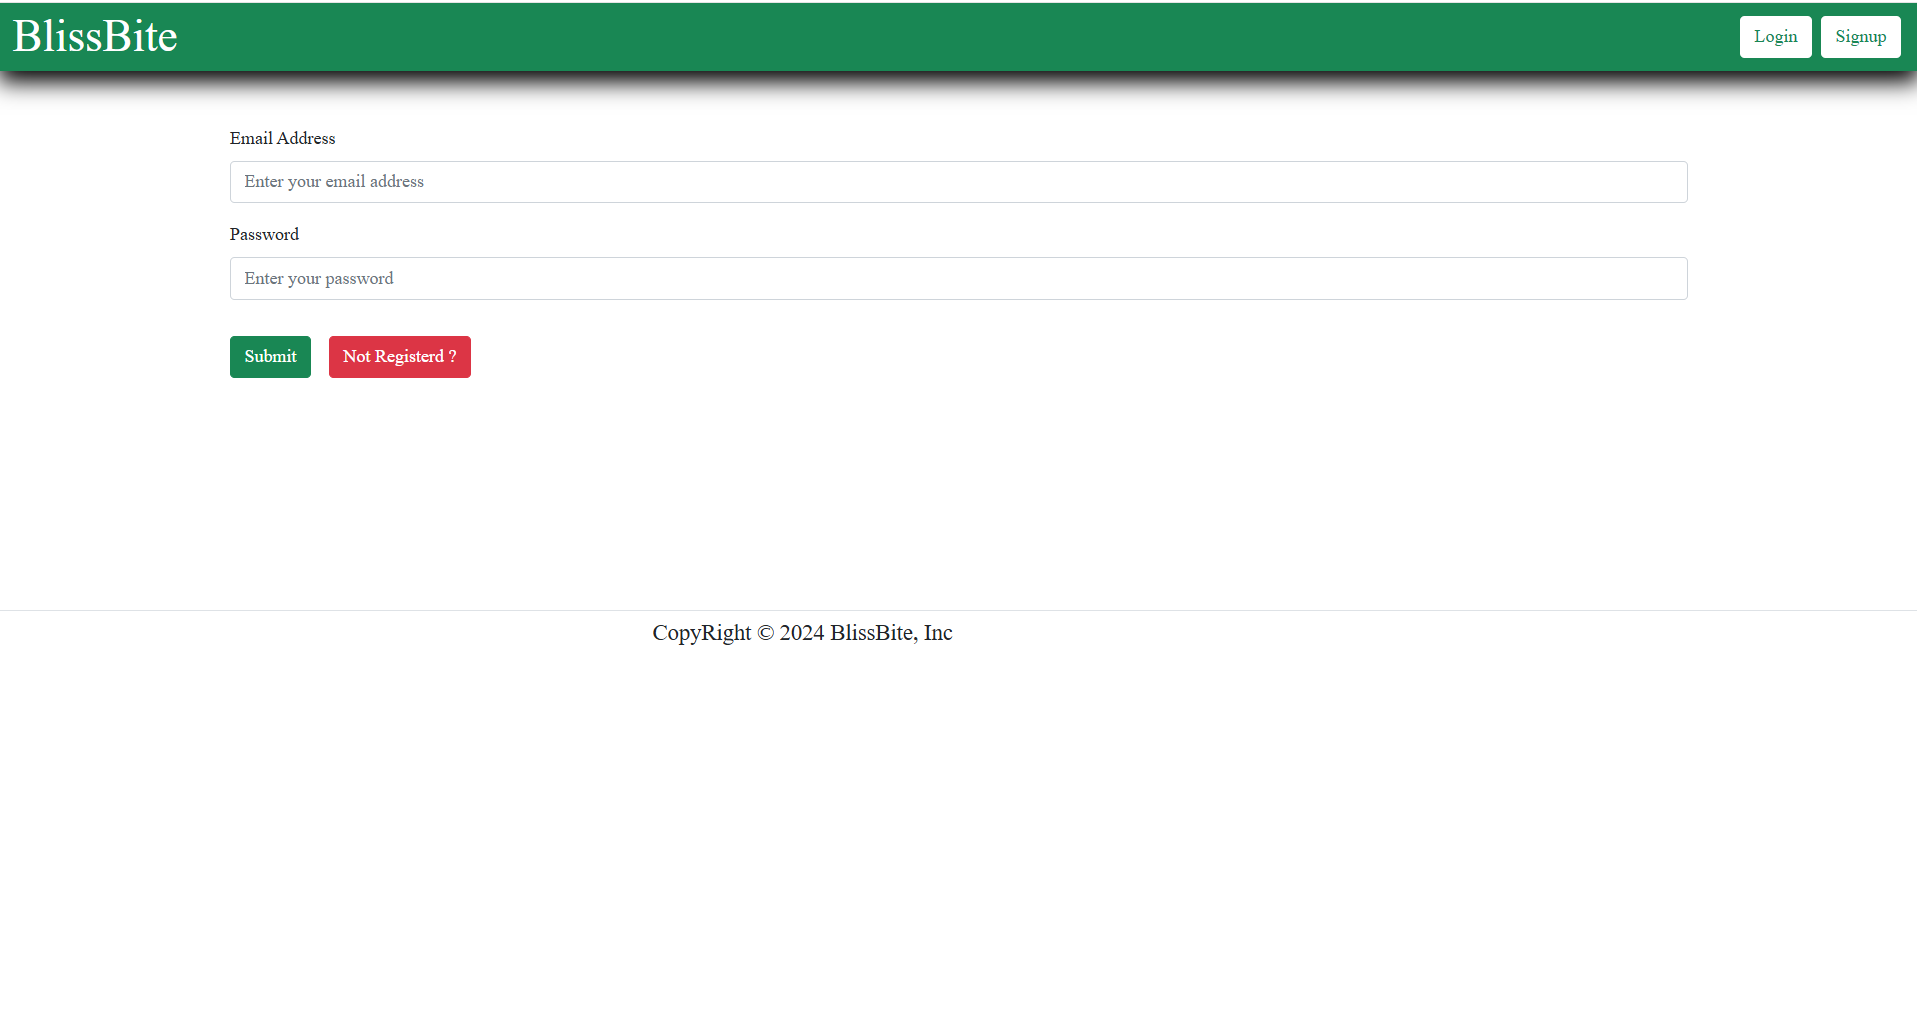 BlissBite
Login Signup
Email Address
Enter your email address
Password
Enter your password
Submit Not Registerd ?
CopyRight © 2024 BlissBite, Inc